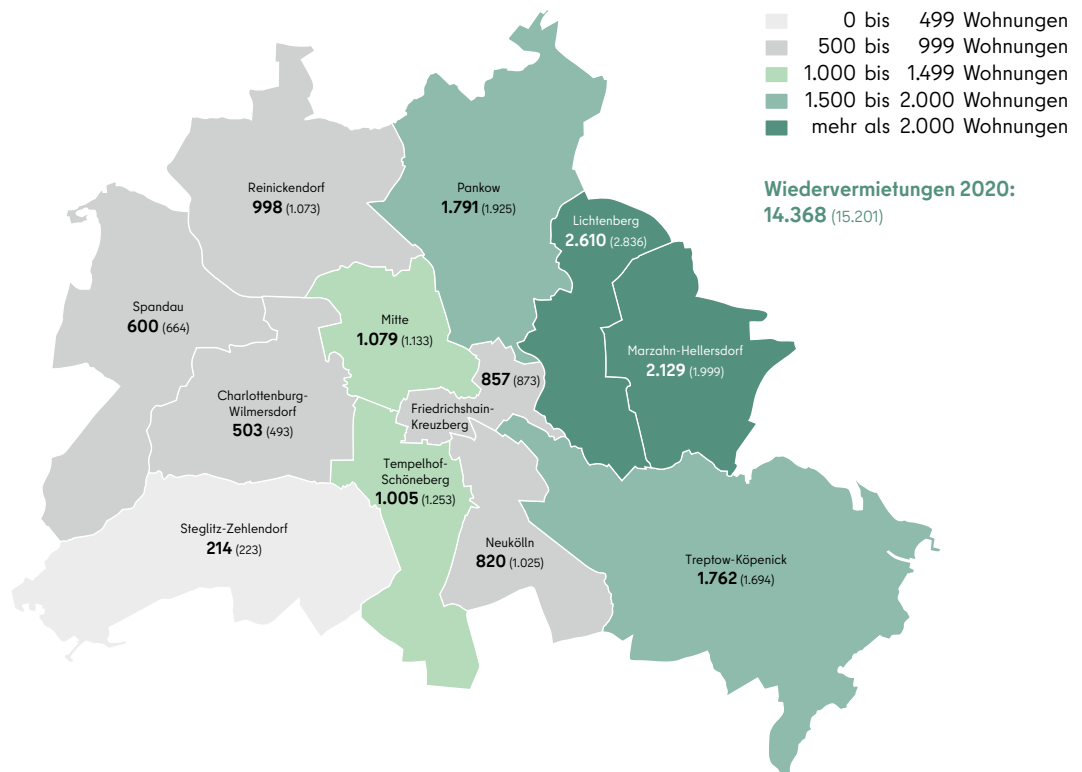 0 bis 499 Wohnungen
500 bis 999 Wohnungen
1.000 bis 1.499 Wohnungen
1.500 bis 2.000 Wohnungen
mehr als 2.000 Wohnungen
Wiedervermietungen 2020:
14.368 (15.201)
Reinickendorf
998 (1.073)
Pankow
1.791 (1.925)
Lichtenberg
2.610 (2.836)
Spandau
600 (664)
Mitte
1.079 (1.133)
Marzahn-Hellersdorf
2.129 (1.999)
857 (873)
Friedrichshain-
Kreuzberg
Charlottenburg-
Wilmersdorf
503 (493)
Tempelhof-
Schöneberg
1.005 (1.253)
Steglitz-Zehlendorf
214 (223)
Neukölln
820 (1.025)
Treptow-Köpenick
1.762 (1.694)